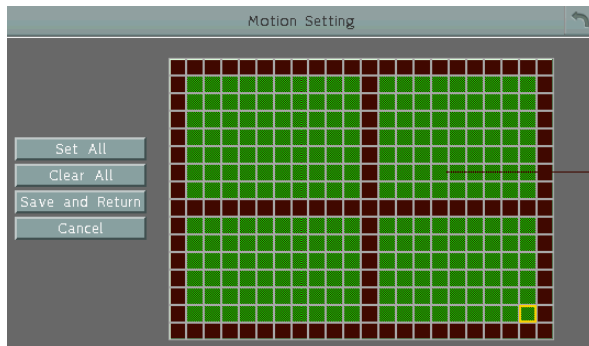 Motion Setting
Set All
Clear All
Save and Return
Cancel